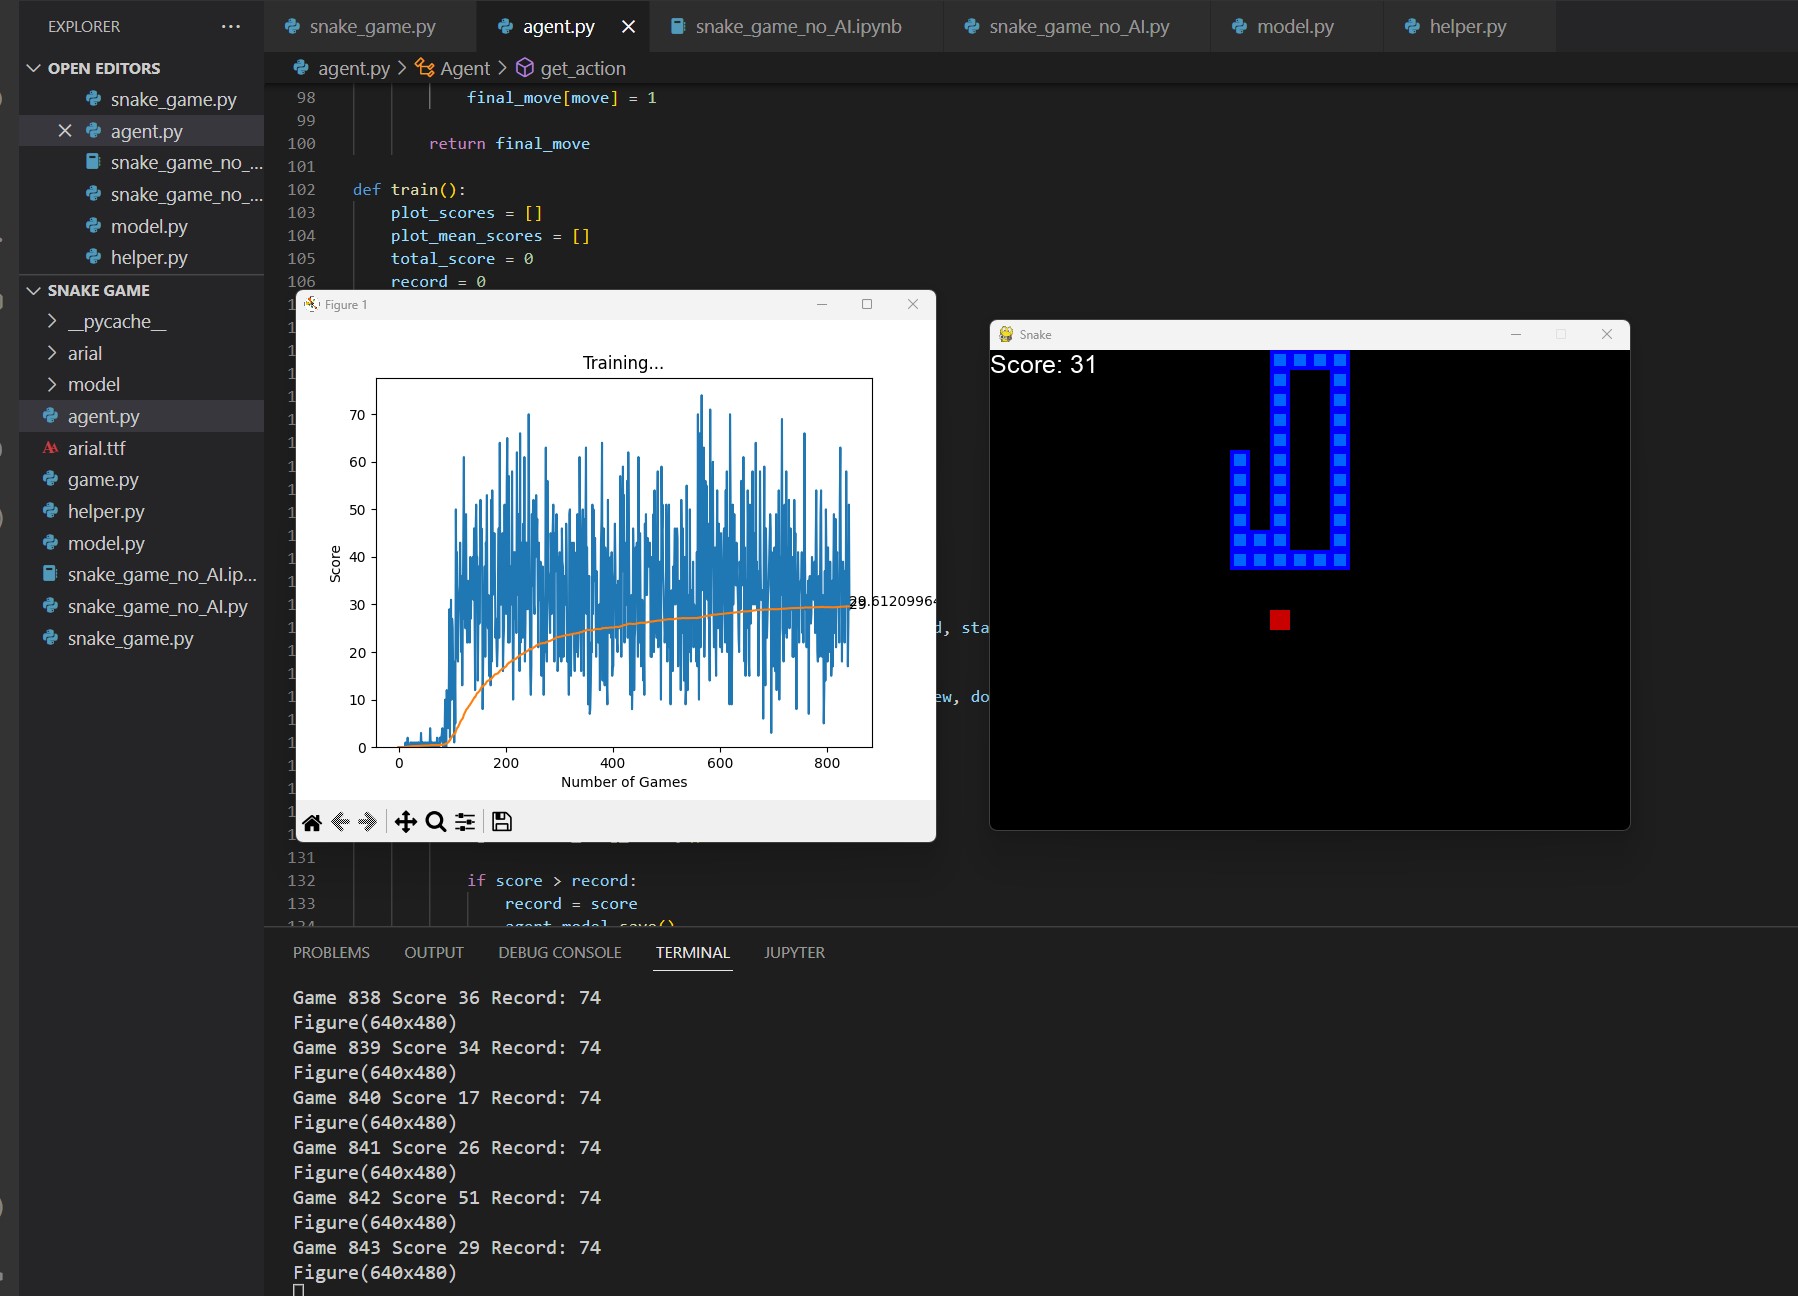 EXPLORER
OPEN EDITORS
snake_game.py
agent.py
snake_game_no_...
snake_game_no_...
model.py
helper.py
SNAKE GAME
__pycache__
arial
model
agent.py
arial.ttf
game.py
helper.py
model.py
snake_game_no_AI.ip...
snake_game_no_AI.py
snake_game.py
snake_game.py
agent.py
snake_game_no_AI.ipynb
snake_game_no_AI.py
model.py
helper.py
agent.py > Agent > get_action
98 final_move[move] = 1
99
100 return final_move
101
102 def train():
103 plot_scores = []
104 plot_mean_scores = []
105 total_score = 0
106 record = 0
d, sta
ew, do
131
132 if score > record:
133 record = score
134 agent.model.save()
Figure 1
Training...
Score
70
60
50
40
30
20
10
0
29.61209964
29
0 200 400 600 800
Number of Games
Snake
Score: 31
PROBLEMS OUTPUT DEBUG CONSOLE TERMINAL JUPYTER
Game 838 Score 36 Record: 74
Figure(640x480)
Game 839 Score 34 Record: 74
Figure(640x480)
Game 840 Score 17 Record: 74
Figure(640x480)
Game 841 Score 26 Record: 74
Figure(640x480)
Game 842 Score 51 Record: 74
Figure(640x480)
Game 843 Score 29 Record: 74
Figure(640x480)